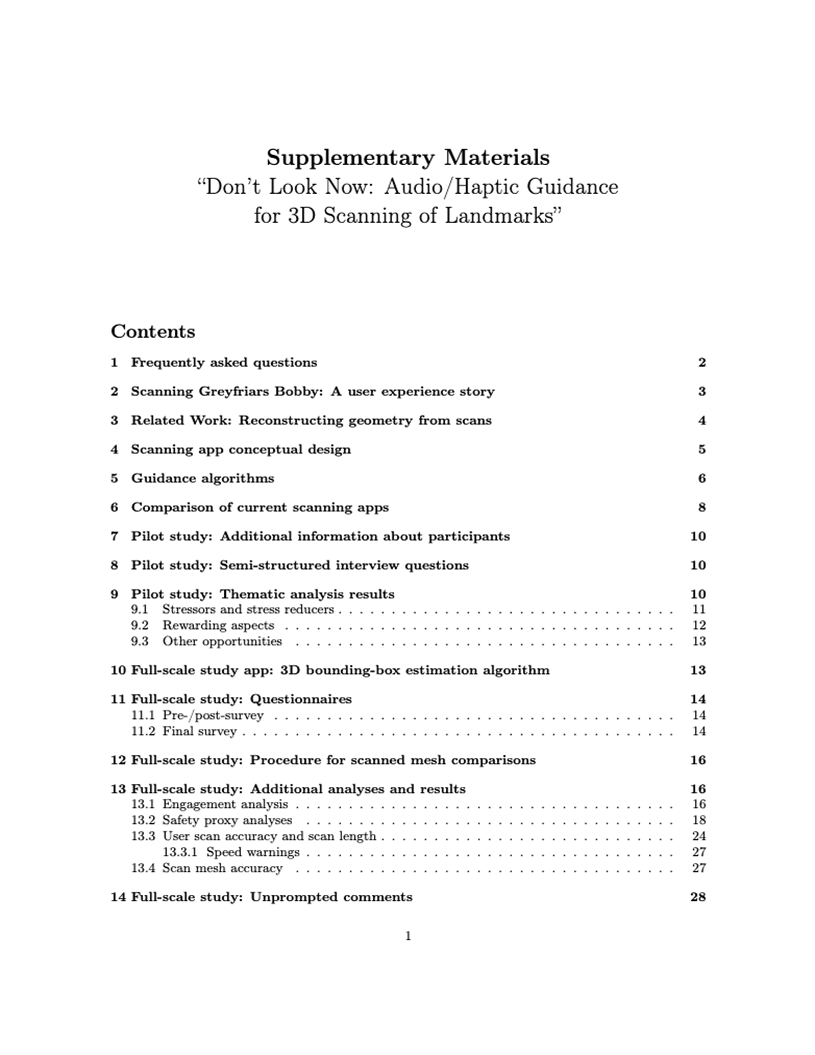 Supplementary Materials
“Don’t Look Now: Audio/Haptic Guidance
for 3D Scanning of Landmarks”
Contents
1 Frequently asked questions 2
2 Scanning Greyfriars Bobby: A user experience story 3
3 Related Work: Reconstructing geometry from scans 4
4 Scanning app conceptual design 5
5 Guidance algorithms 6
6 Comparison of current scanning apps 8
7 Pilot study: Additional information about participants 10
8 Pilot study: Semi-structured interview questions 10
9 Pilot study: Thematic analysis results 10
9.1 Stressors and stress reducers . . . . . . . . . . . . . . . . . . . . . . . . . . . . . . . . 11
9.2 Rewarding aspects . . . . . . . . . . . . . . . . . . . . . . . . . . . . . . . . . . . . . 12
9.3 Other opportunities . . . . . . . . . . . . . . . . . . . . . . . . . . . . . . . . . . . . 13
10 Full-scale study app: 3D bounding-box estimation algorithm 13
11 Full-scale study: Questionnaires 14
11.1 Pre-/post-survey . . . . . . . . . . . . . . . . . . . . . . . . . . . . . . . . . . . . . . 14
11.2 Final survey . . . . . . . . . . . . . . . . . . . . . . . . . . . . . . . . . . . . . . . . . 14
12 Full-scale study: Procedure for scanned mesh comparisons 16
13 Full-scale study: Additional analyses and results 16
13.1 Engagement analysis . . . . . . . . . . . . . . . . . . . . . . . . . . . . . . . . . . . . 16
13.2 Safety proxy analyses . . . . . . . . . . . . . . . . . . . . . . . . . . . . . . . . . . . 18
13.3 User scan accuracy and scan length . . . . . . . . . . . . . . . . . . . . . . . . . . . . 24
13.3.1 Speed warnings . . . . . . . . . . . . . . . . . . . . . . . . . . . . . . . . . . . 27
13.4 Scan mesh accuracy . . . . . . . . . . . . . . . . . . . . . . . . . . . . . . . . . . . . 27
14 Full-scale study: Unprompted comments 28
1